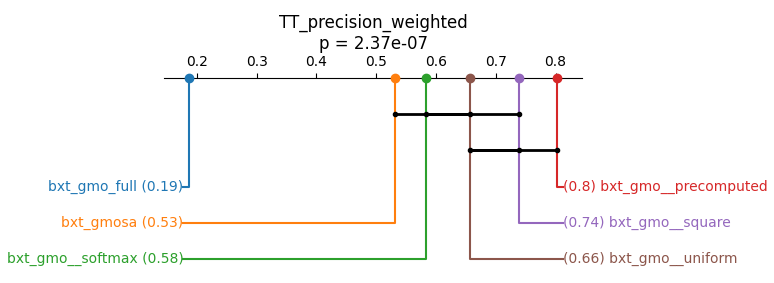 TT_precision_weighted
p = 2.37e-07
0.2 0.3 0.4 0.5 0.6 0.7 0.8
bxt_gmo_full (0.19) (0.8) bxt_gmo__precomputed
bxt_gmosa (0.53) (0.74) bxt_gmo__square
bxt_gmo__softmax (0.58) (0.66) bxt_gmo__uniform